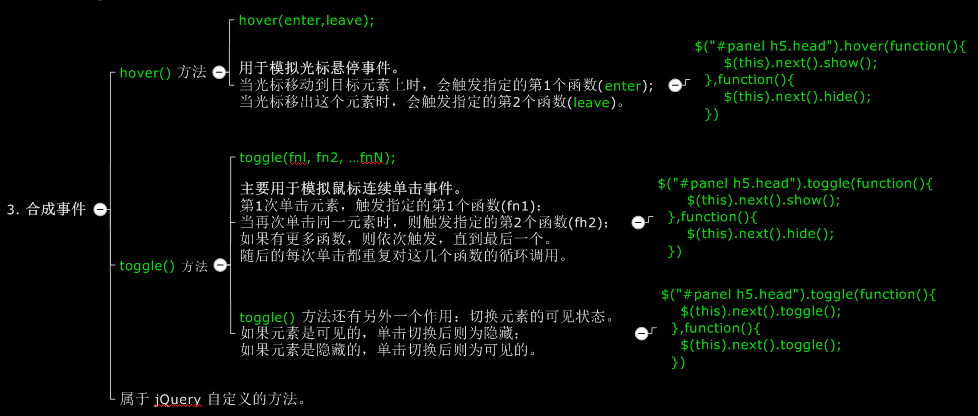 3. 合成事件
hover() 方法
hover(enter,leave);
用于模拟光标悬停事件。
当光标移动到目标元素上时，会触发指定的第1个函数(enter);
当光标移出这个元素时，会触发指定的第2个函数(leave)。
$("#panel h5.head").hover(function(){
$(this).next().show();
},function(){
$(this).next().hide();
})
toggle() 方法
toggle(fnl, fn2, ...fnN);
主要用于模拟鼠标连续单击事件。
第1次单击元素，触发指定的第1个函数(fn1)；
当再次单击同一元素时，则触发指定的第2个函数(fh2)；
如果有更多函数，则依次触发，直到最后一个。
随后的每次单击都重复对这几个函数的循环调用。
$("#panel h5.head").toggle(function(){
$(this).next().show();
},function(){
$(this).next().hide();
})
toggle() 方法还有另外一个作用：切换元素的可见状态。
如果元素是可见的，单击切换后则为隐藏；
如果元素是隐藏的，单击切换后则为可见的。
$("#panel h5.head").toggle(function(){
$(this).next().toggle();
},function(){
$(this).next().toggle();
})
属于 jQuery 自定义的方法。